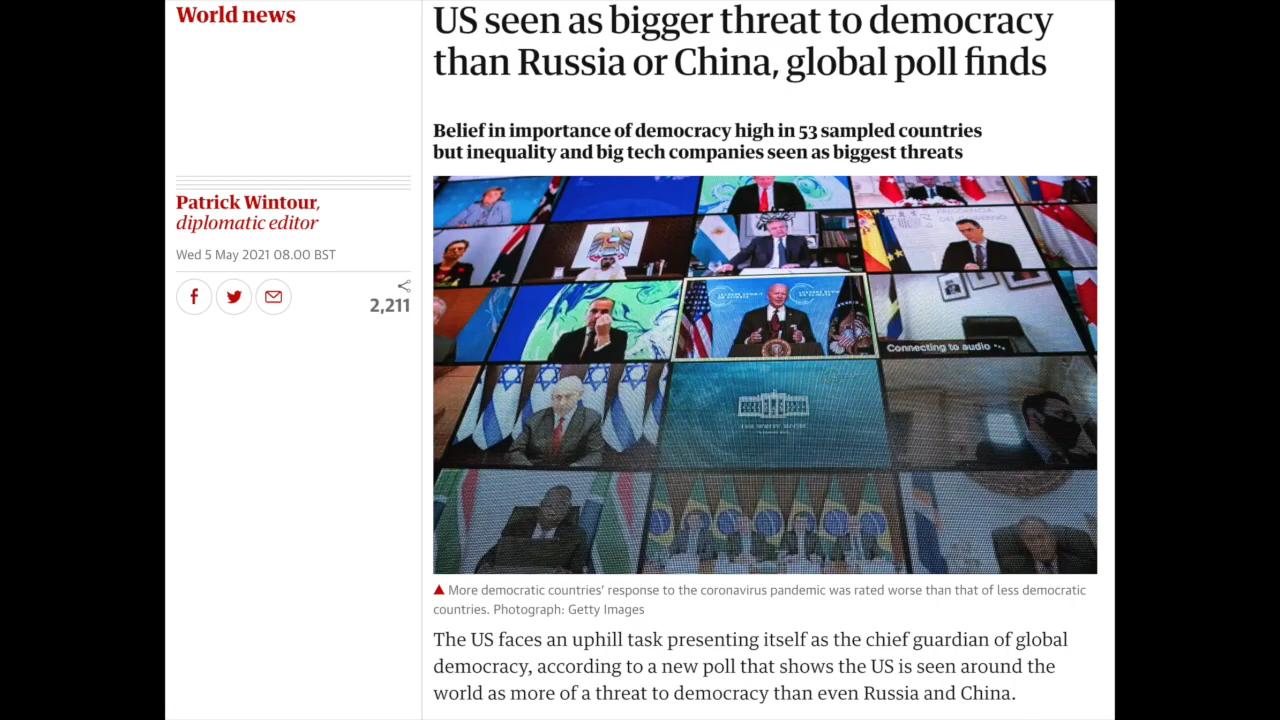 World news
US seen as bigger threat to democracy
than Russia or China, global poll finds
Belief in importance of democracy high in 53 sampled countries
but inequality and big tech companies seen as biggest threats
Patrick Wintour,
diplomatic editor
Wed 5 May 2021 08.00 BST
2,211
PRESIDENCIA
DEL GOBIERNO
Connecting to audio
▲ More democratic countries' response to the coronavirus pandemic was rated worse than that of less democratic
countries. Photograph: Getty Images
The US faces an uphill task presenting itself as the chief guardian of global
democracy, according to a new poll that shows the US is seen around the
world as more of a threat to democracy than even Russia and China.